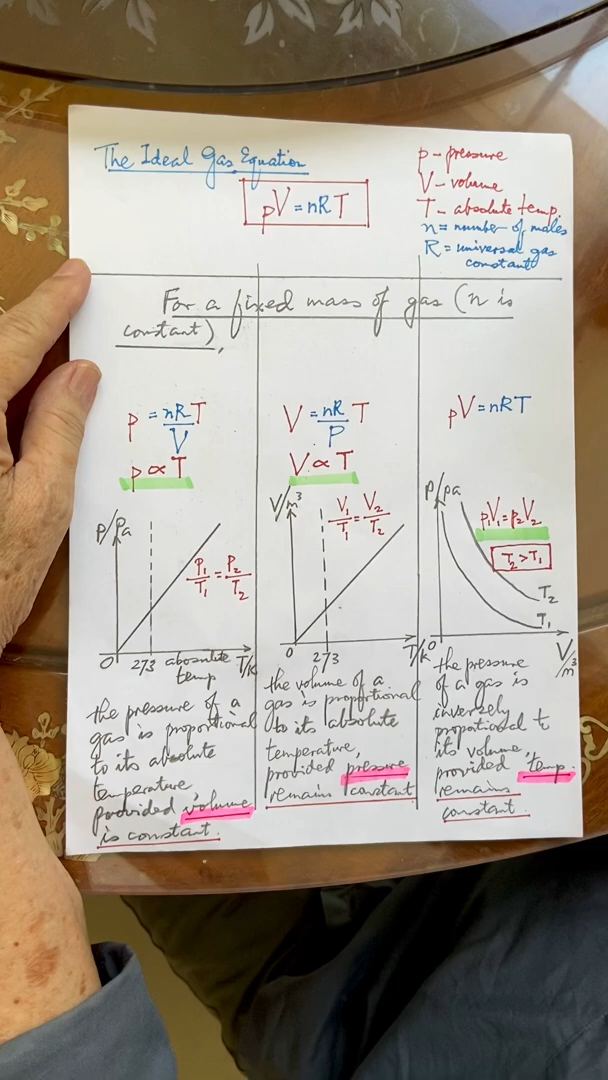 The Ideal Gas Equation
pV = nRT
p - pressure
V - volume
T - absolute temp.
n = number of moles
R = universal gas
constant
For a fixed mass of gas (n is
constant),
p = nR/V T
p ∝ T
P/Pa
P₁/T₁ = P₂/T₂
0 273 absolute T/K
temp
the pressure of a
gas is proportional
to its absolute
temperature
provided volume
is constant.
V = nR/P T
V ∝ T
V/m³
V₁/T₁ = V₂/T₂
0 273 T/K
the volume of a
gas is proportional
to its absolute
temperature,
provided pressure
remains constant
pV = nRT
P/Pa
p₁V₁ = p₂V₂
T₂ > T₁
T₂
T₁
0 V/m³
the pressure
of a gas is
inversely
propotional to
its volume,
provided temp.
remains
constant.